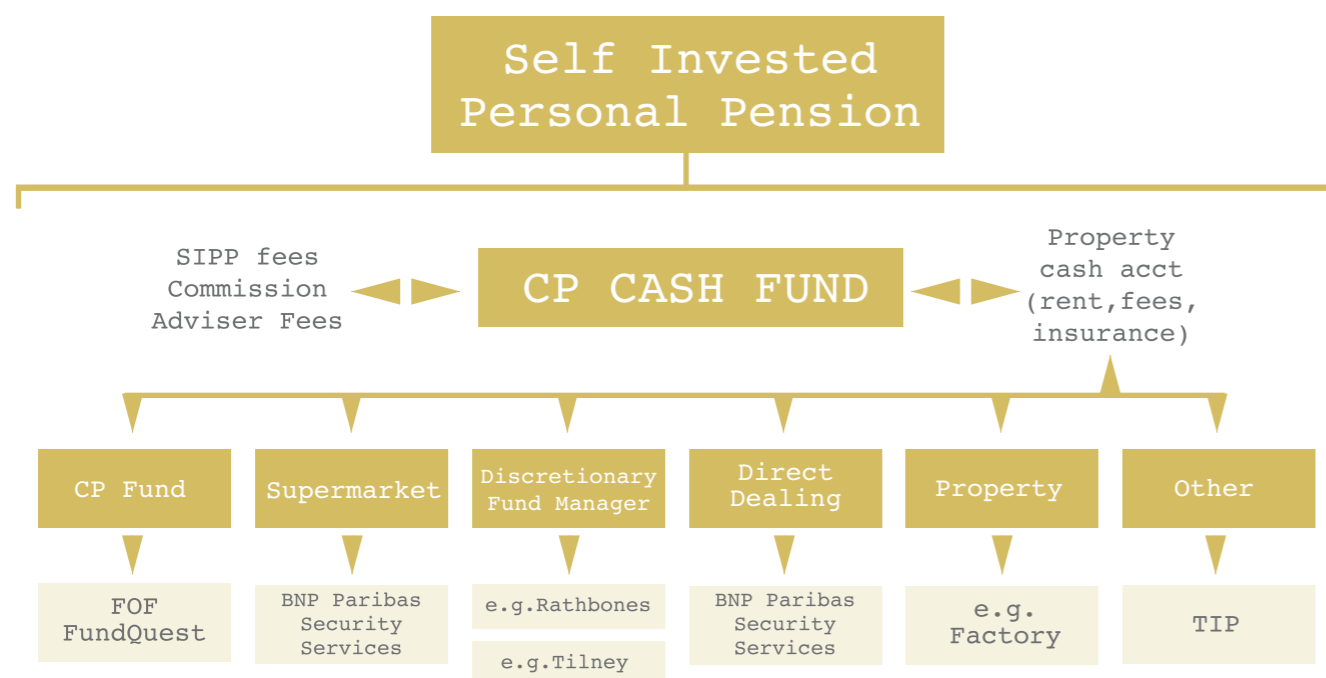 Self Invested
Personal Pension
SIPP fees
Commission
Adviser Fees
CP CASH FUND
Property
cash acct
(rent,fees,
insurance)
CP Fund
Supermarket
Discretionary
Fund Manager
Direct
Dealing
Property
Other
FOF
FundQuest
BNP Paribas
Security
Services
e.g.Rathbones
e.g.Tilney
BNP Paribas
Security
Services
e.g.
Factory
TIP